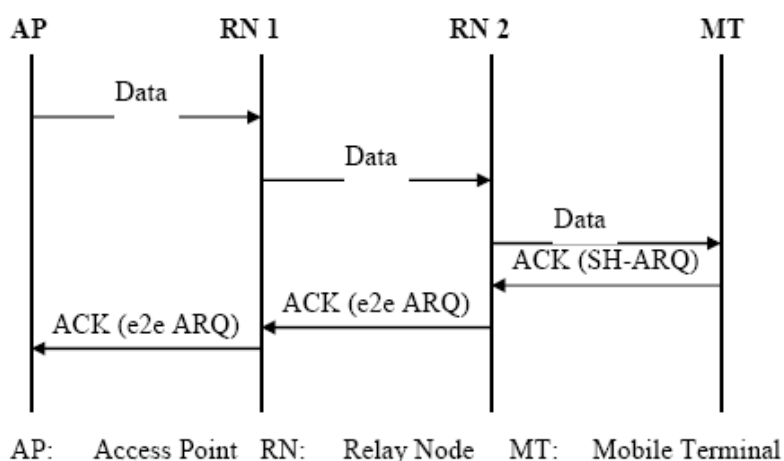 AP RN 1 RN 2 MT
Data
Data
Data
ACK (SH-ARQ)
ACK (e2e ARQ)
ACK (e2e ARQ)
AP: Access Point RN: Relay Node MT: Mobile Terminal